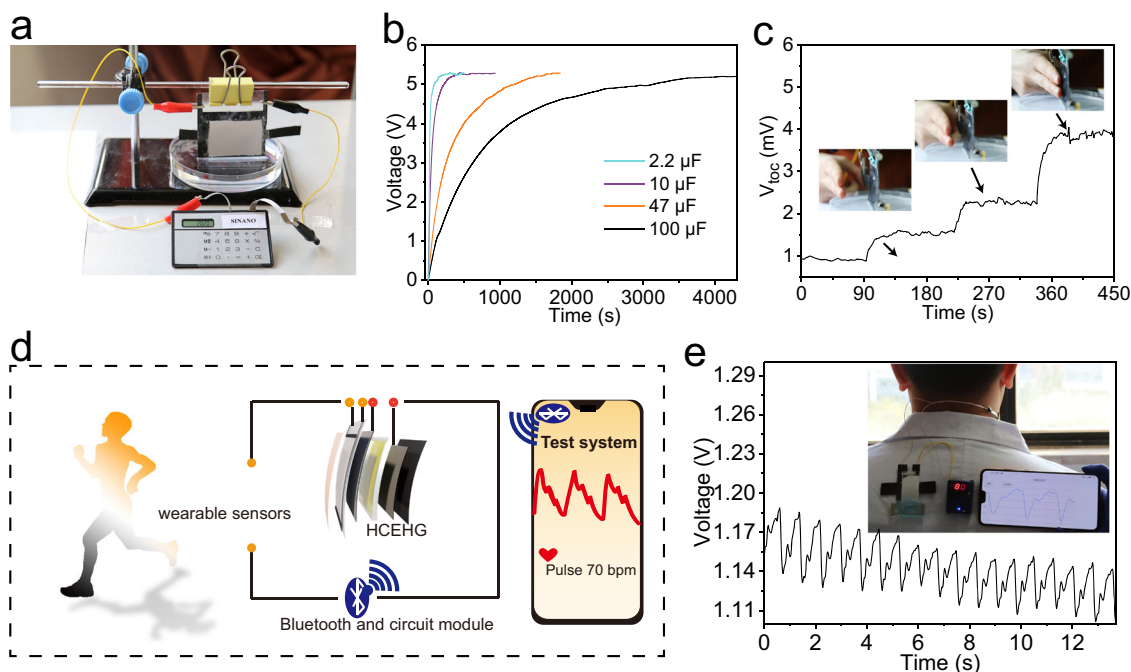 a
SINANO
b
Voltage (V)
6
5
4
3
2
1
0
2.2 µF
10 µF
47 µF
100 µF
0 1000 2000 3000 4000
Time (s)
c
V_toc (mV)
6
5
4
3
2
1
0 90 180 270 360 450
Time (s)
d
wearable sensors
HCEHG
Bluetooth and circuit module
Test system
Pulse 70 bpm
e
Voltage (V)
1.29
1.26
1.23
1.20
1.17
1.14
1.11
80
0 2 4 6 8 10 12
Time (s)